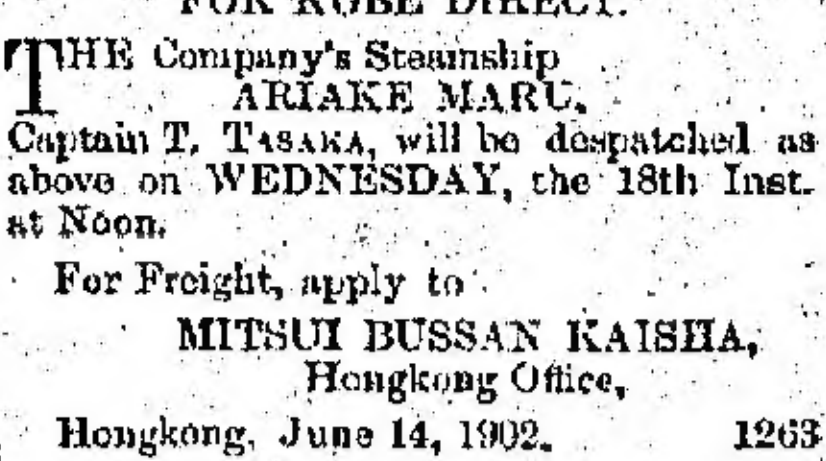 FOR KOBE DIRECT.
THE Company's Steamship
ARIAKE MARU,
Captain T. TASAKA, will be despatched as
above on WEDNESDAY, the 18th Inst.
at Noon.
For Freight, apply to
MITSUI BUSSAN KAISHA,
Hongkong Office,
Hongkong, June 14, 1902. 1263